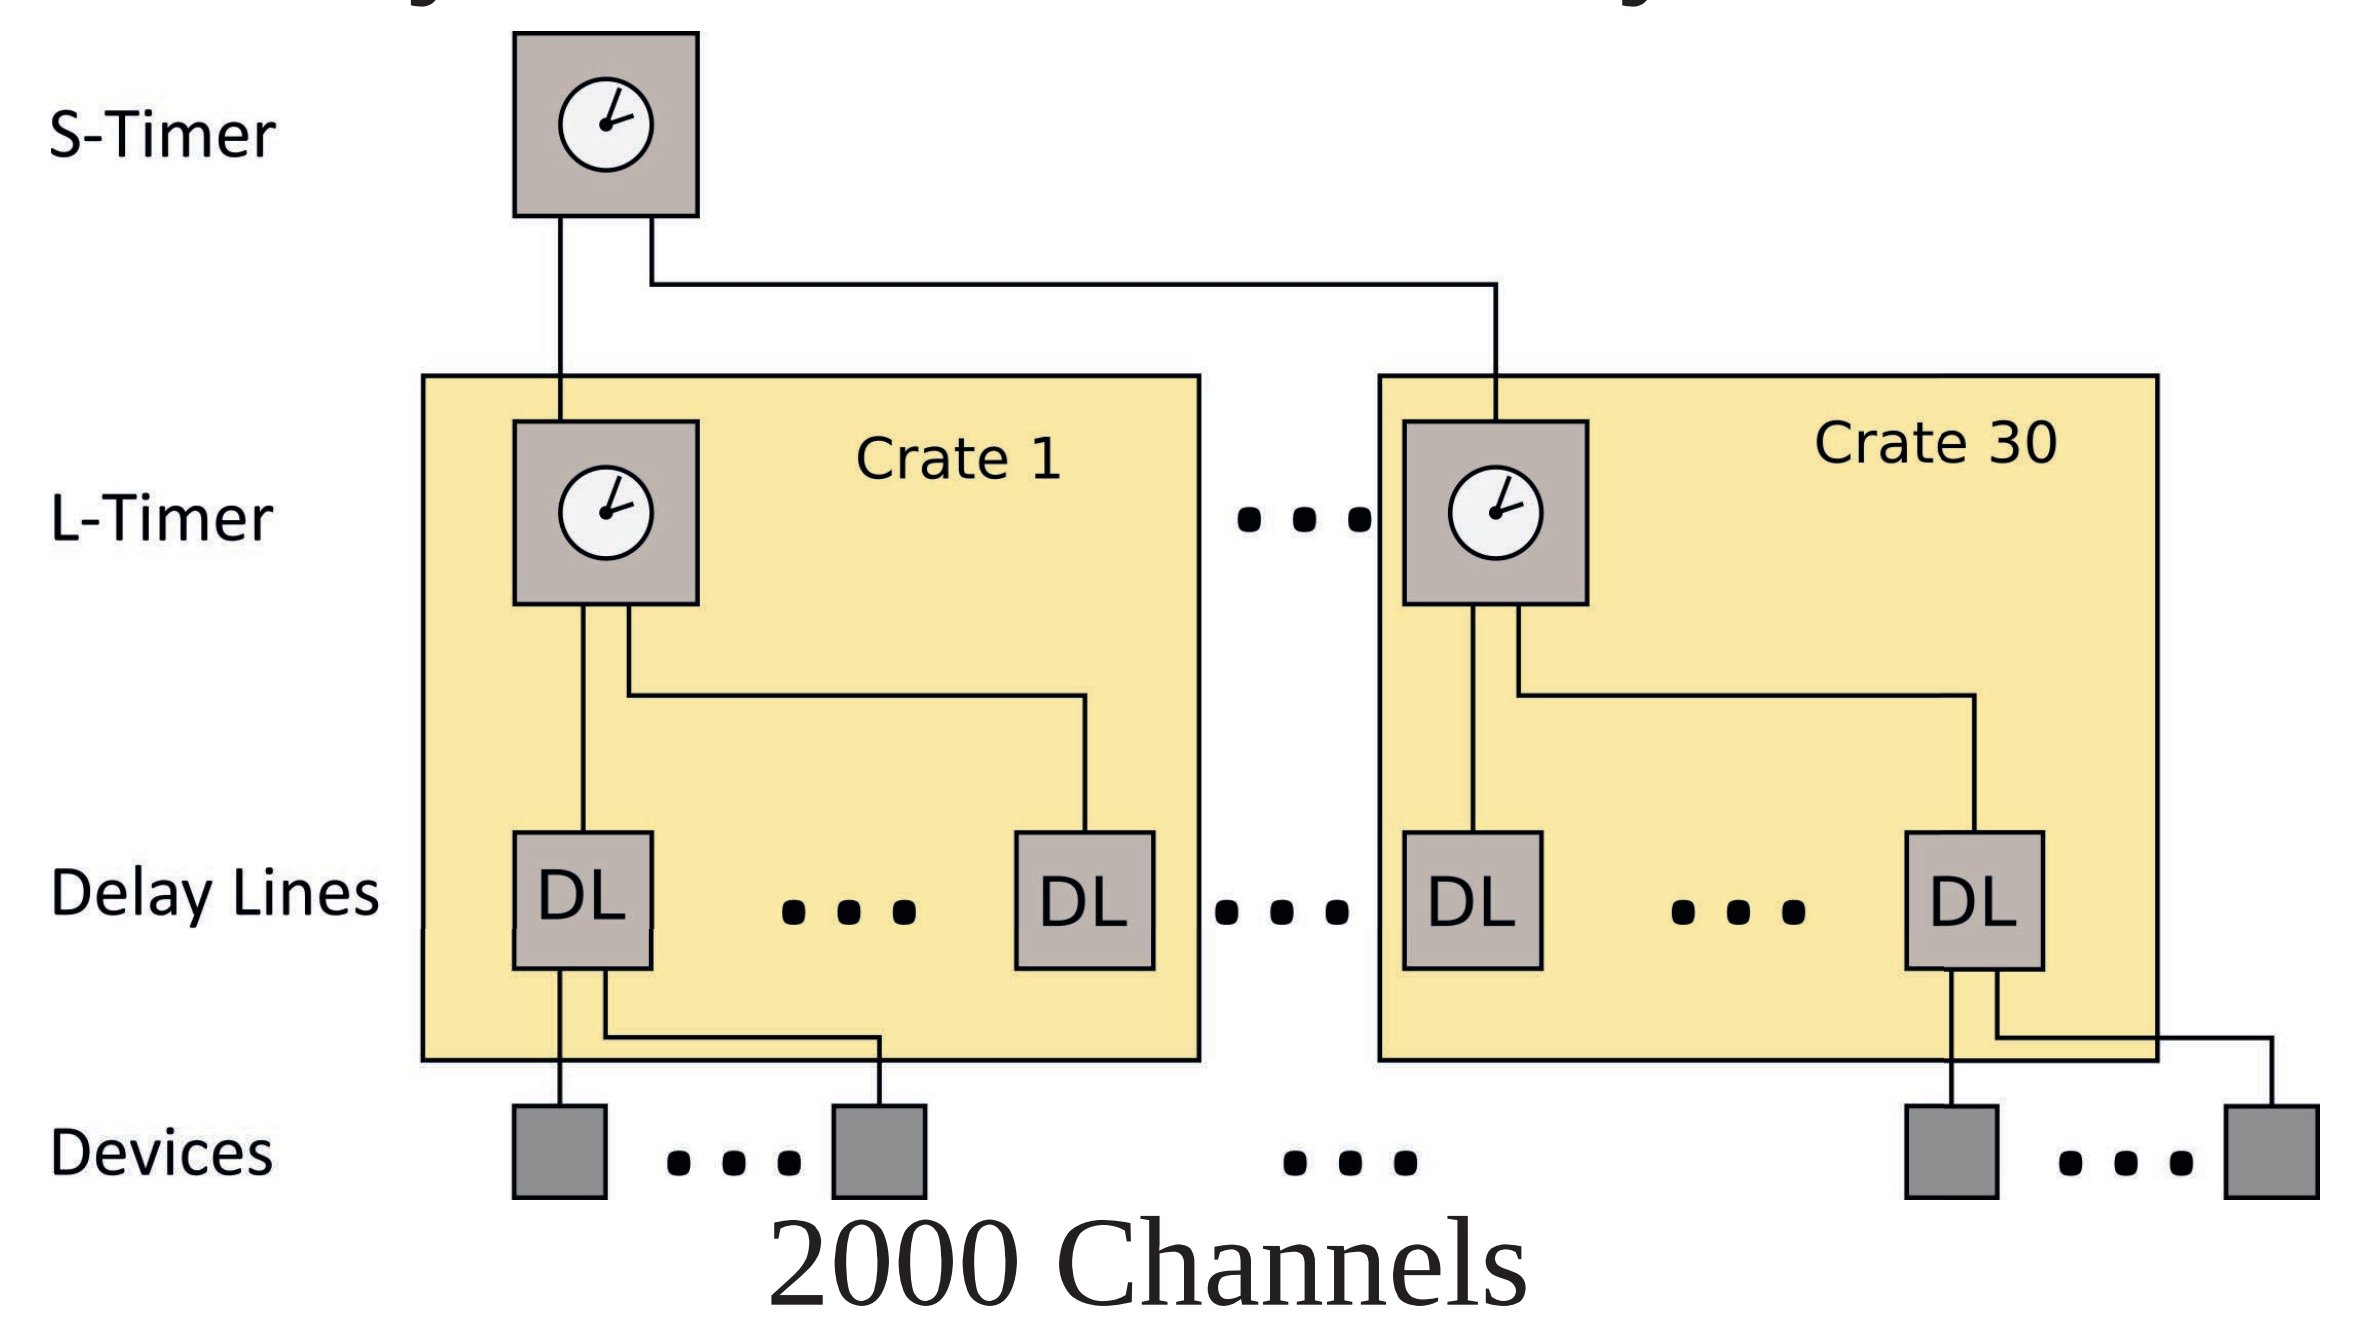 S-Timer
Crate 1
Crate 30
L-Timer
Delay Lines
DL
DL
DL
DL
Devices
2000 Channels